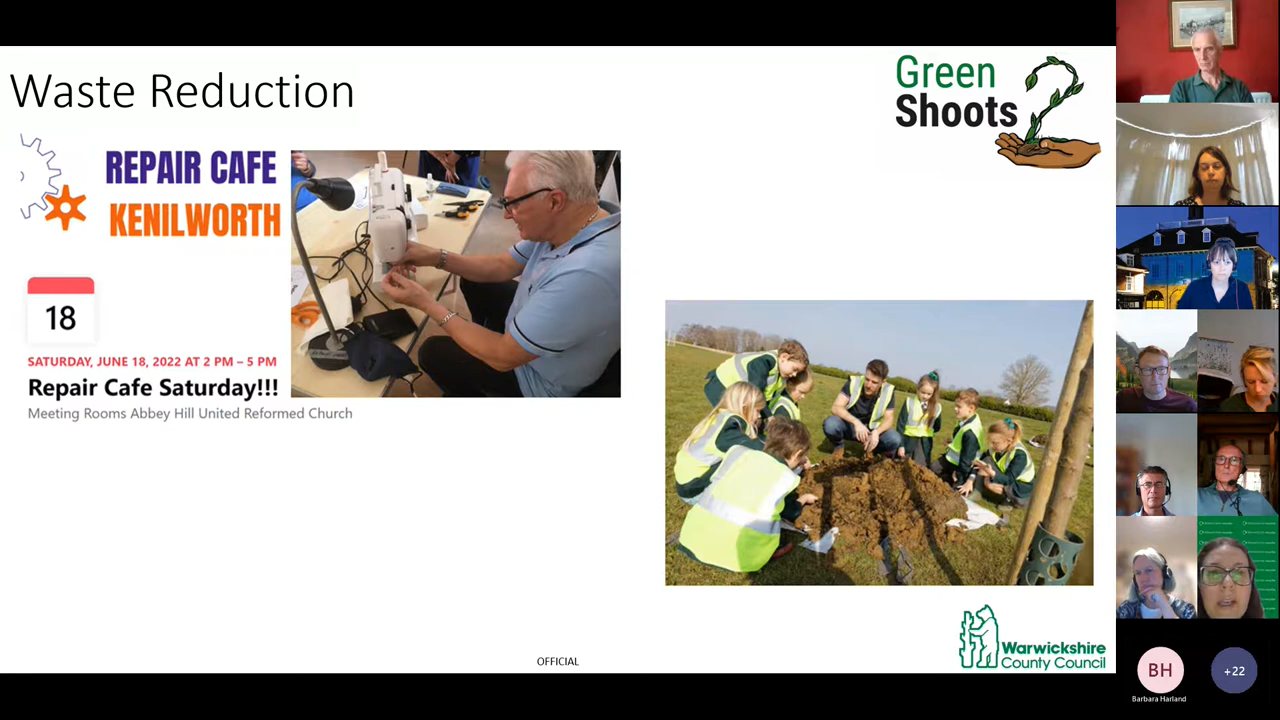 Waste Reduction
Green
Shoots
REPAIR CAFE
KENILWORTH
18
SATURDAY, JUNE 18, 2022 AT 2 PM – 5 PM
Repair Cafe Saturday!!!
Meeting Rooms Abbey Hill United Reformed Church
OFFICIAL
Warwickshire
County Council
BH
+22
Barbara Harland